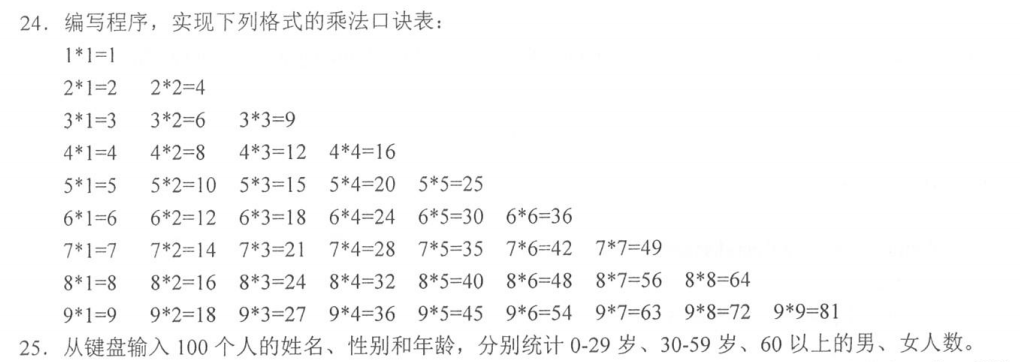 24．编写程序，实现下列格式的乘法口诀表：
1*1=1
2*1=2 2*2=4
3*1=3 3*2=6 3*3=9
4*1=4 4*2=8 4*3=12 4*4=16
5*1=5 5*2=10 5*3=15 5*4=20 5*5=25
6*1=6 6*2=12 6*3=18 6*4=24 6*5=30 6*6=36
7*1=7 7*2=14 7*3=21 7*4=28 7*5=35 7*6=42 7*7=49
8*1=8 8*2=16 8*3=24 8*4=32 8*5=40 8*6=48 8*7=56 8*8=64
9*1=9 9*2=18 9*3=27 9*4=36 9*5=45 9*6=54 9*7=63 9*8=72 9*9=81
25．从键盘输入 100 个人的姓名、性别和年龄，分别统计 0-29 岁、30-59 岁、60 以上的男、女人数。